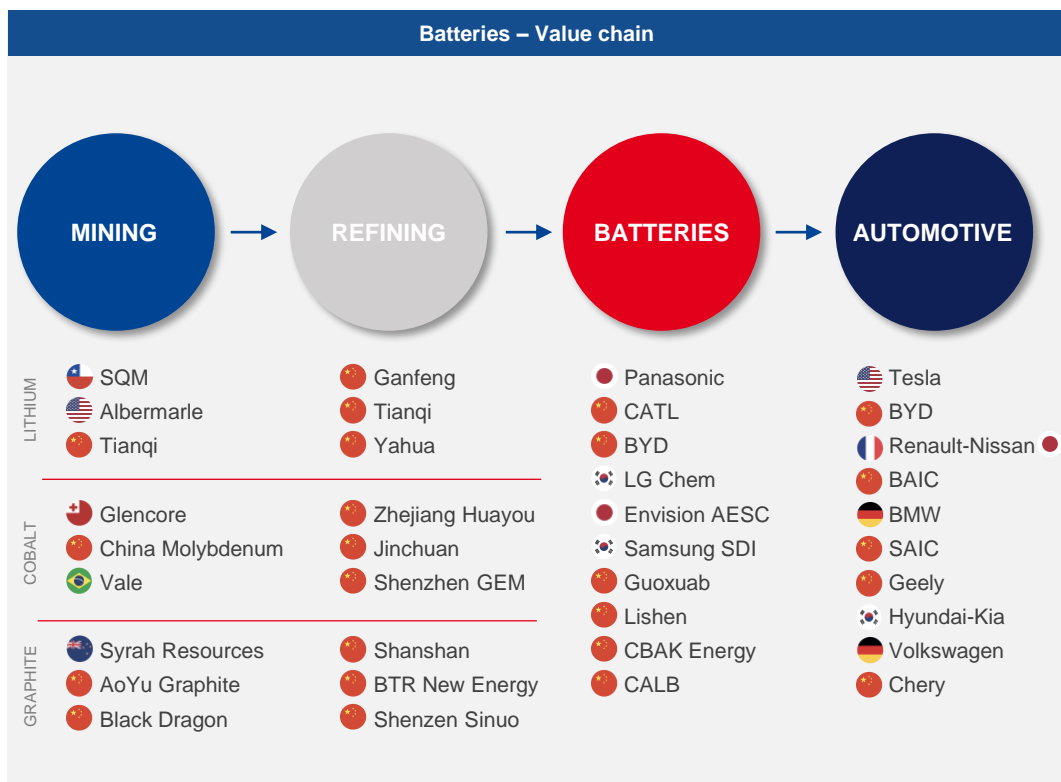 Batteries – Value chain
MINING
REFINING
BATTERIES
AUTOMOTIVE
LITHIUM
SQM
Albermarle
Tianqi
Ganfeng
Tianqi
Yahua
COBALT
Glencore
China Molybdenum
Vale
Zhejiang Huayou
Jinchuan
Shenzhen GEM
GRAPHITE
Syrah Resources
AoYu Graphite
Black Dragon
Shanshan
BTR New Energy
Shenzen Sinuo
Panasonic
CATL
BYD
LG Chem
Envision AESC
Samsung SDI
Guoxuab
Lishen
CBAK Energy
CALB
Tesla
BYD
Renault-Nissan
BAIC
BMW
SAIC
Geely
Hyundai-Kia
Volkswagen
Chery